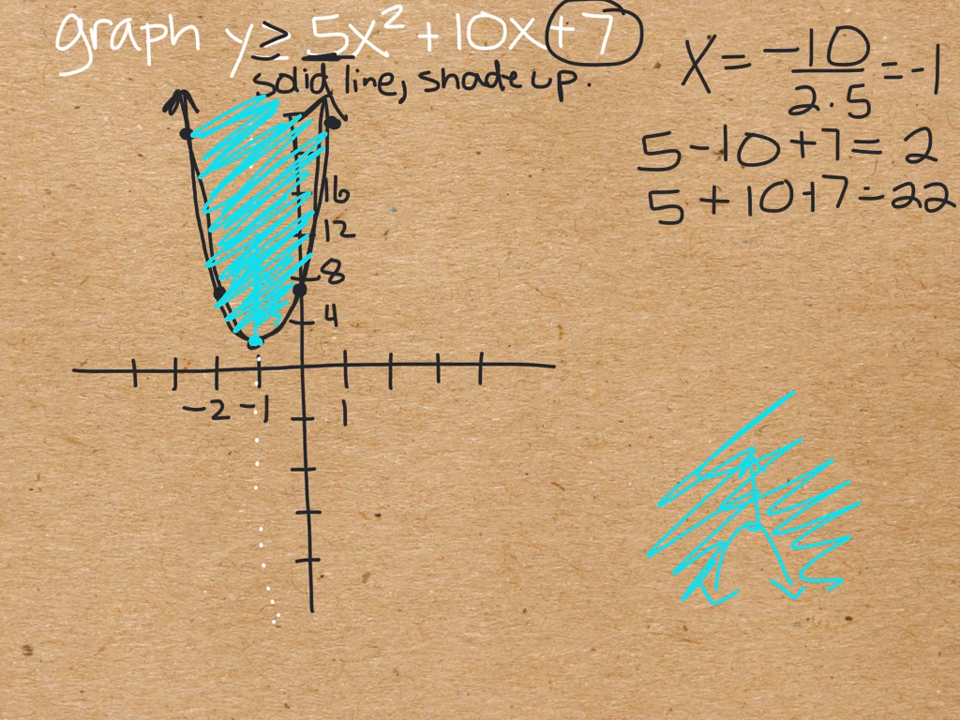 graph y ≥ 5x² + 10x + 7
solid line, shade up.
X = -10 / 2·5 = -1
5 - 10 + 7 = 2
5 + 10 + 7 = 22
16
12
8
4
-2 -1 1